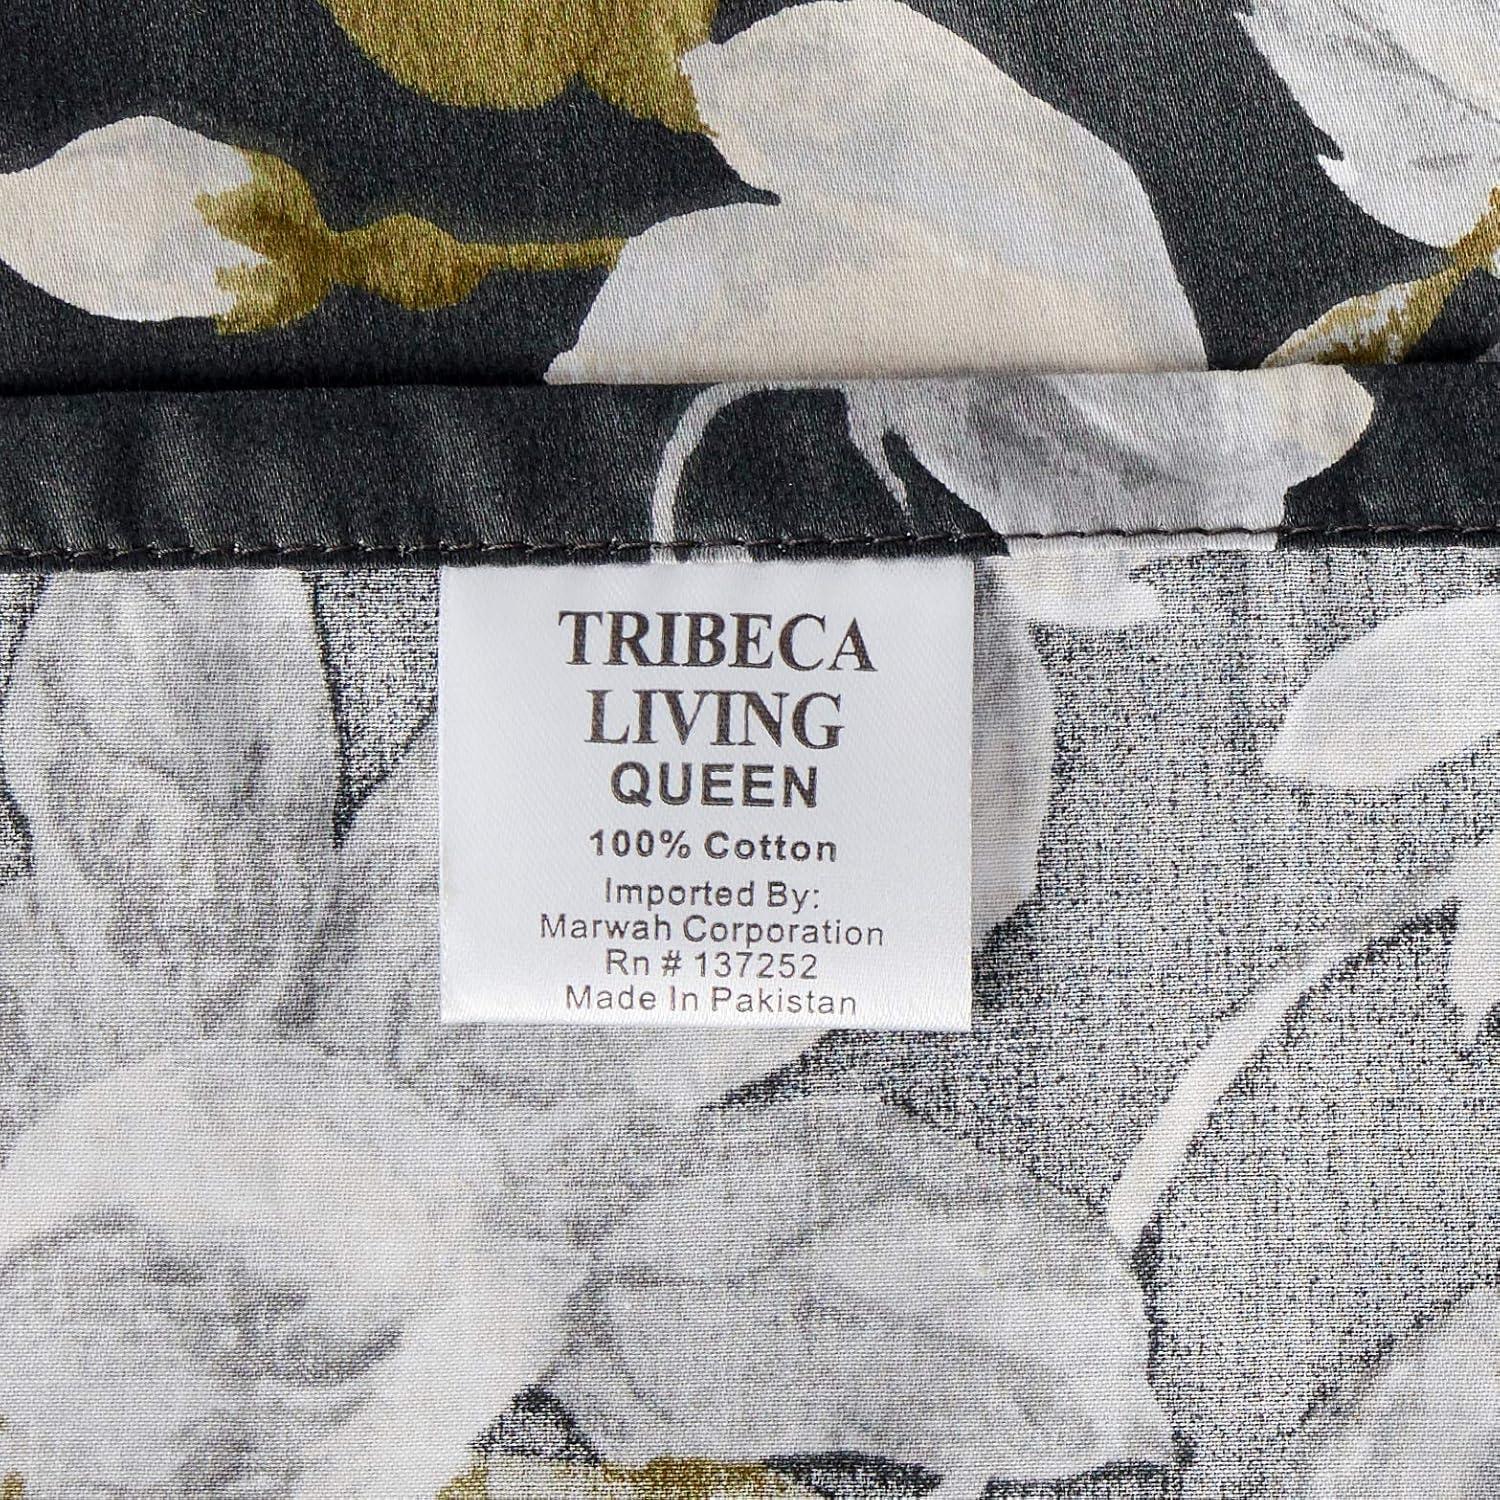 TRIBECA
LIVING
QUEEN
100% Cotton
Imported By:
Marwah Corporation
Rn # 137252
Made In Pakistan